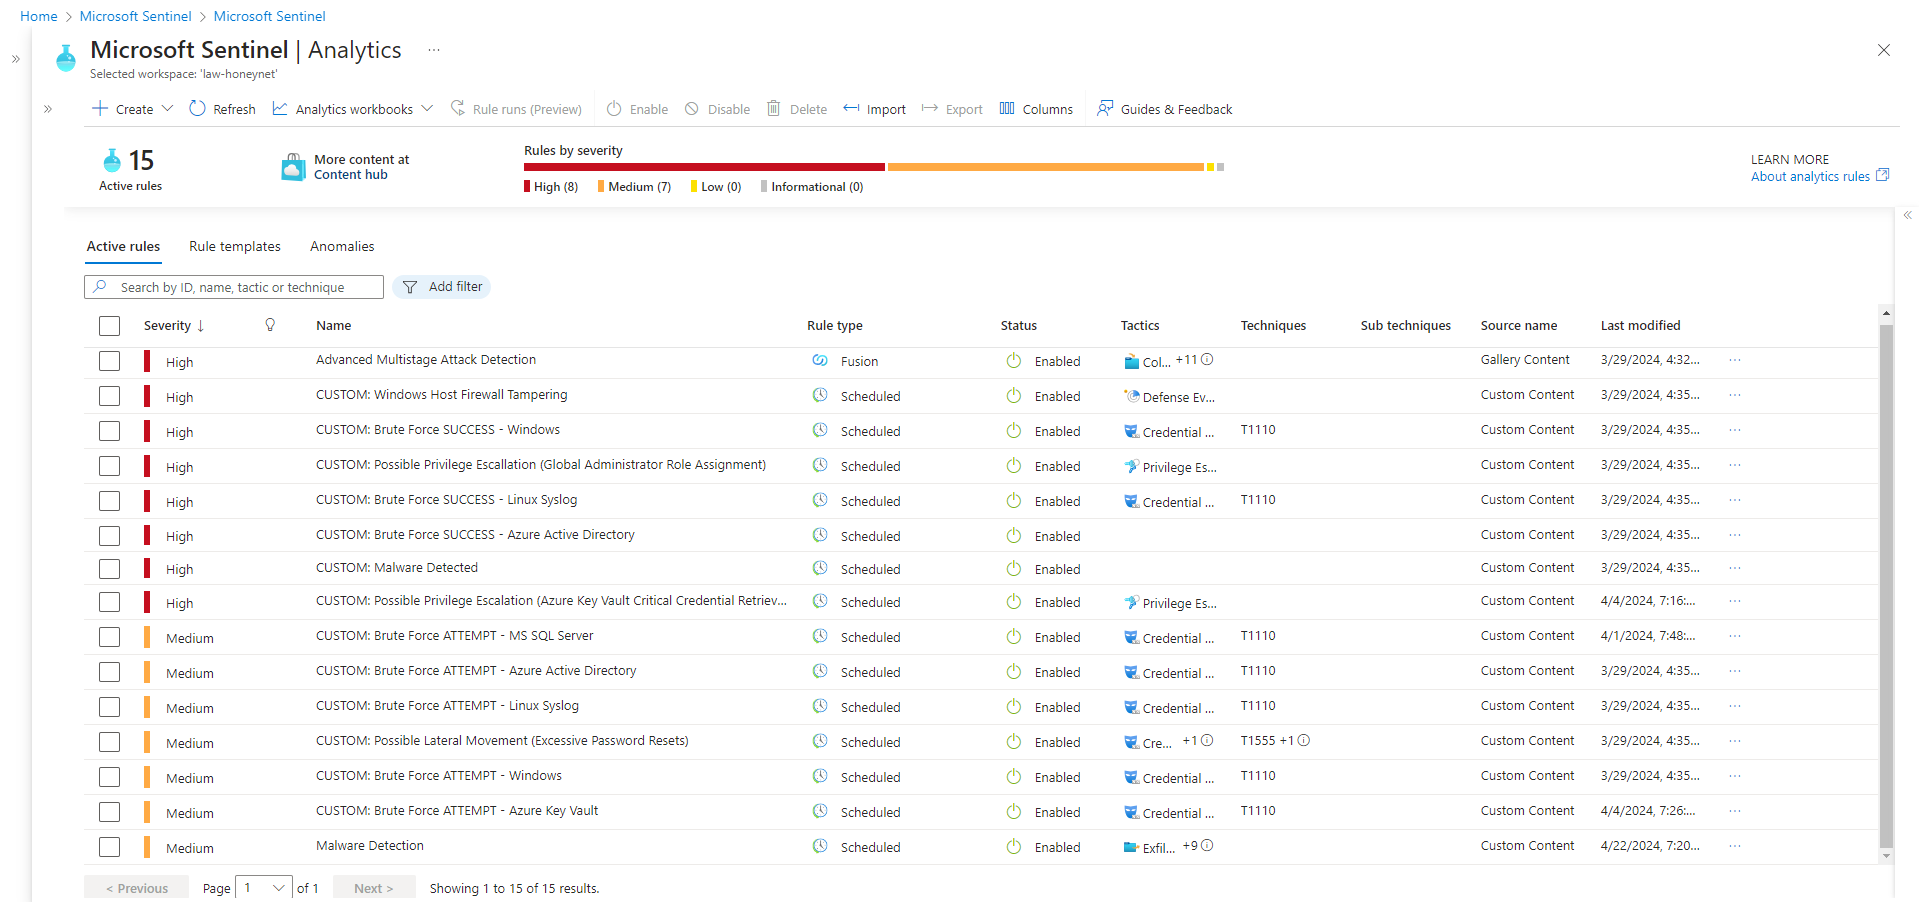 Home > Microsoft Sentinel > Microsoft Sentinel
Microsoft Sentinel | Analytics ...
Selected workspace: 'law-honeynet'
Create Refresh Analytics workbooks Rule runs (Preview) Enable Disable Delete Import Export Columns Guides & Feedback
15
Active rules
More content at
Content hub
Rules by severity
High (8) Medium (7) Low (0) Informational (0)
LEARN MORE
About analytics rules
Active rules Rule templates Anomalies
Search by ID, name, tactic or technique Add filter
Severity ↓ Name Rule type Status Tactics Techniques Sub techniques Source name Last modified
High Advanced Multistage Attack Detection Fusion Enabled Col... +11 Gallery Content 3/29/2024, 4:32... ...
High CUSTOM: Windows Host Firewall Tampering Scheduled Enabled Defense Ev... Custom Content 3/29/2024, 4:35... ...
High CUSTOM: Brute Force SUCCESS - Windows Scheduled Enabled Credential ... T1110 Custom Content 3/29/2024, 4:35... ...
High CUSTOM: Possible Privilege Escallation (Global Administrator Role Assignment) Scheduled Enabled Privilege Es... Custom Content 3/29/2024, 4:35... ...
High CUSTOM: Brute Force SUCCESS - Linux Syslog Scheduled Enabled Credential ... T1110 Custom Content 3/29/2024, 4:35... ...
High CUSTOM: Brute Force SUCCESS - Azure Active Directory Scheduled Enabled Custom Content 3/29/2024, 4:35... ...
High CUSTOM: Malware Detected Scheduled Enabled Custom Content 3/29/2024, 4:35... ...
High CUSTOM: Possible Privilege Escalation (Azure Key Vault Critical Credential Retriev... Scheduled Enabled Privilege Es... Custom Content 4/4/2024, 7:16:... ...
Medium CUSTOM: Brute Force ATTEMPT - MS SQL Server Scheduled Enabled Credential ... T1110 Custom Content 4/1/2024, 7:48:... ...
Medium CUSTOM: Brute Force ATTEMPT - Azure Active Directory Scheduled Enabled Credential ... T1110 Custom Content 3/29/2024, 4:35... ...
Medium CUSTOM: Brute Force ATTEMPT - Linux Syslog Scheduled Enabled Credential ... T1110 Custom Content 3/29/2024, 4:35... ...
Medium CUSTOM: Possible Lateral Movement (Excessive Password Resets) Scheduled Enabled Cre... +1 T1555 +1 Custom Content 3/29/2024, 4:35... ...
Medium CUSTOM: Brute Force ATTEMPT - Windows Scheduled Enabled Credential ... T1110 Custom Content 3/29/2024, 4:35... ...
Medium CUSTOM: Brute Force ATTEMPT - Azure Key Vault Scheduled Enabled Credential ... T1110 Custom Content 4/4/2024, 7:26:... ...
Medium Malware Detection Scheduled Enabled Exfil... +9 Custom Content 4/22/2024, 7:20... ...
< Previous Page 1 of 1 Next > Showing 1 to 15 of 15 results.